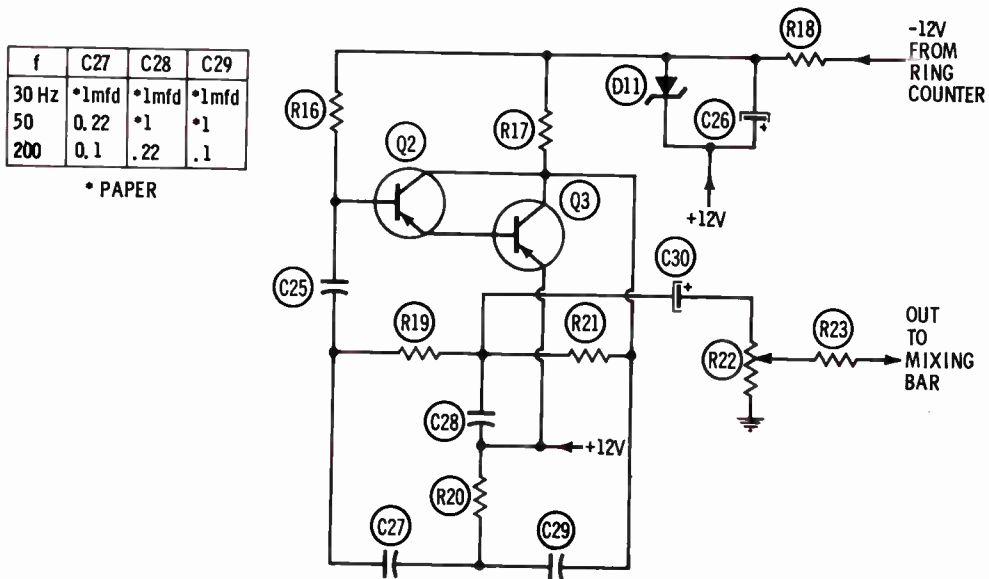 f C27 C28 C29
30 Hz *1mfd *1mfd *1mfd
50 0.22 *1 *1
200 0.1 .22 .1
* PAPER
R18
-12V
FROM
RING
COUNTER
D11
C26
R16
R17
Q2
Q3
+12V
C30
C25
R19
R21
R22
R23
OUT
TO
MIXING
BAR
C28
+12V
R20
C27
C29